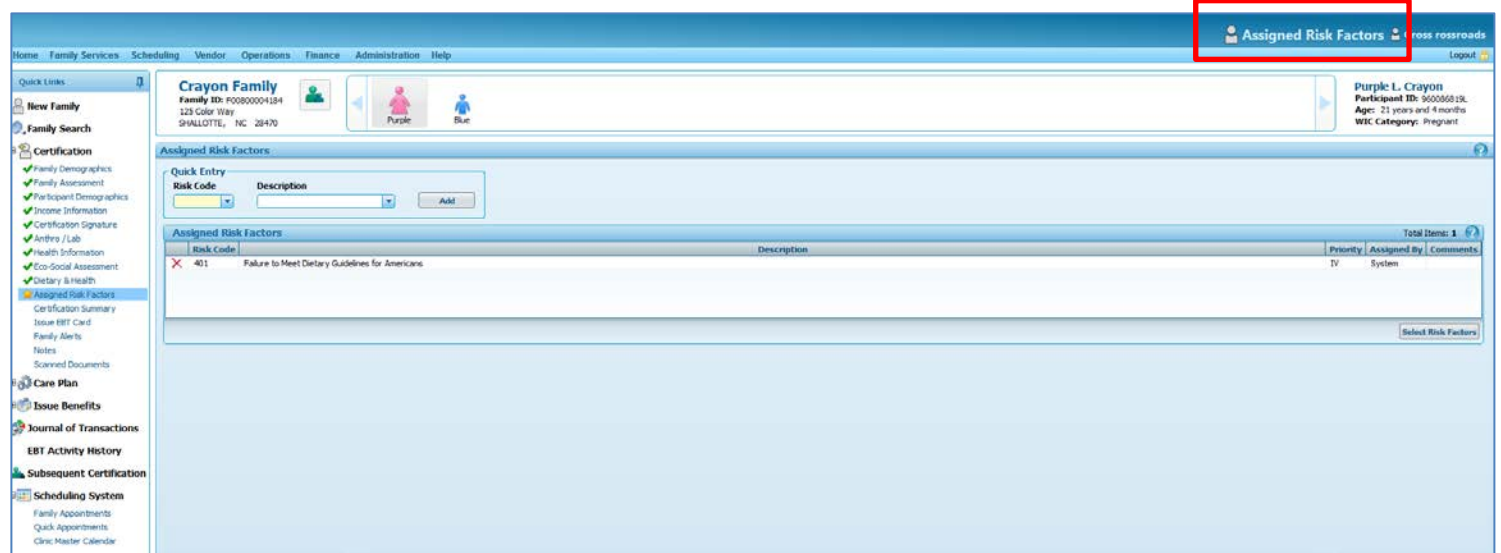 Assigned Risk Factors Cross rossroads
Home Family Services Scheduling Vendor Operations Finance Administration Help Logout
Quick Links
New Family
Family Search
Certification
Family Demographics
Family Assessment
Participant Demographics
Income Information
Certification Signature
Anthro / Lab
Health Information
Eco-Social Assessment
Dietary & Health
Assigned Risk Factors
Certification Summary
Issue EBT Card
Family Alerts
Notes
Scanned Documents
Care Plan
Issue Benefits
Journal of Transactions
EBT Activity History
Subsequent Certification
Scheduling System
Family Appointments
Quick Appointments
Clinic Master Calendar
Crayon Family
Family ID: F00800004184
125 Color Way
SHALLOTTE, NC 28470
Purple Blue
Purple L. Crayon
Participant ID: 960086819L
Age: 21 years and 4 months
WIC Category: Pregnant
Assigned Risk Factors
Quick Entry
Risk Code Description
Add
Assigned Risk Factors Total Items: 1
Risk Code Description Priority Assigned By Comments
401 Failure to Meet Dietary Guidelines for Americans IV System
Select Risk Factors